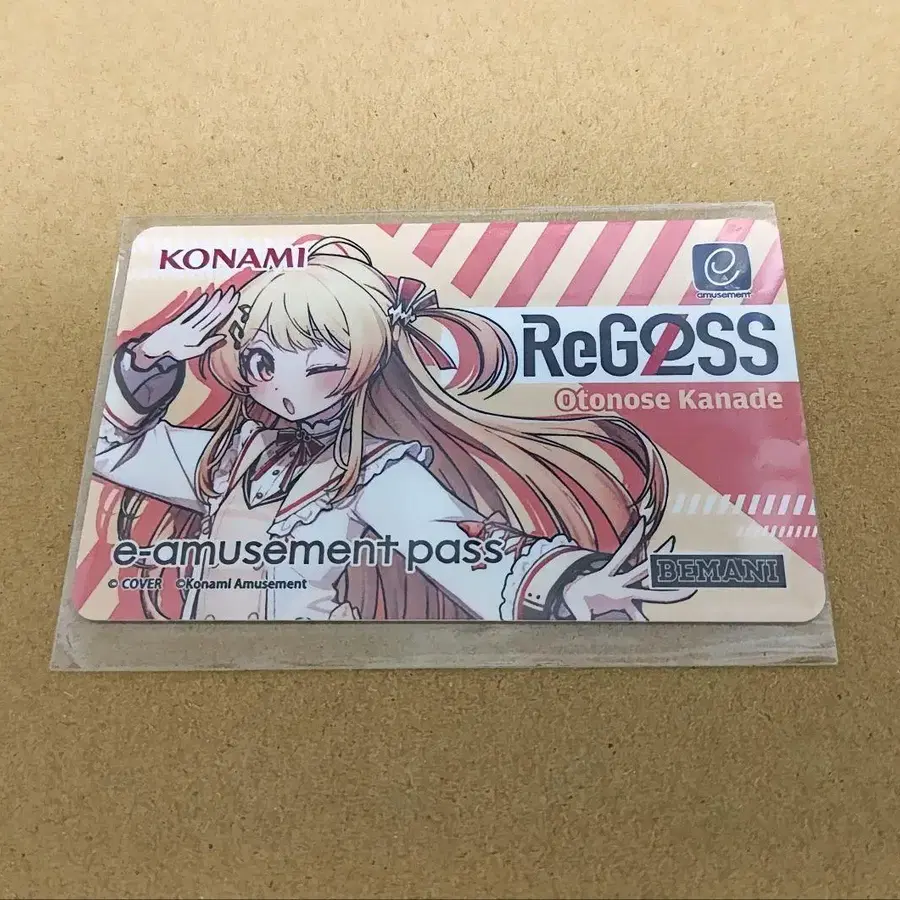 KONAMI
e
amusement
ReGLOSS
Otonose Kanade
e-amusement pass
BEMANI
© COVER ©Konami Amusement